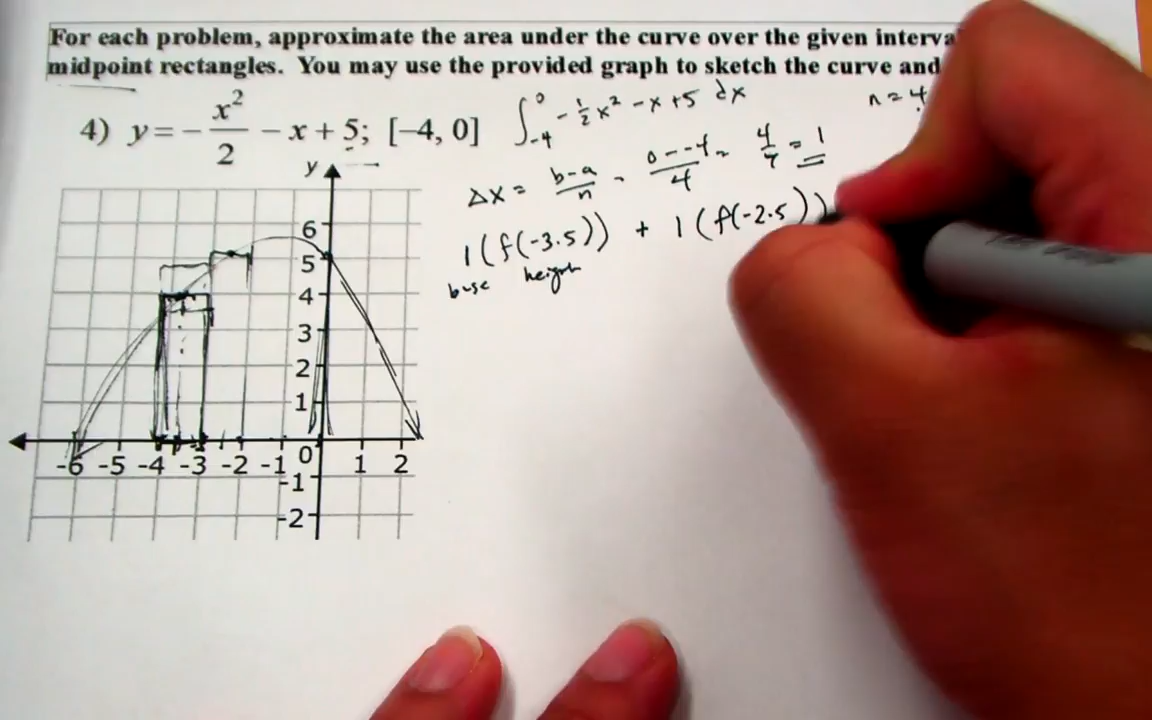 For each problem, approximate the area under the curve over the given interva
midpoint rectangles. You may use the provided graph to sketch the curve and
4) y = -x²/2 - x + 5; [-4, 0] ∫₋₄⁰ -½x² - x + 5 dx n = 4
Δx = b-a/n = 0--4/4 = 4/4 = 1
1(f(-3.5)) + 1(f(-2.5))
base height
y
6
5
4
3
2
1
-6 -5 -4 -3 -2 -1 0 1 2
-1
-2